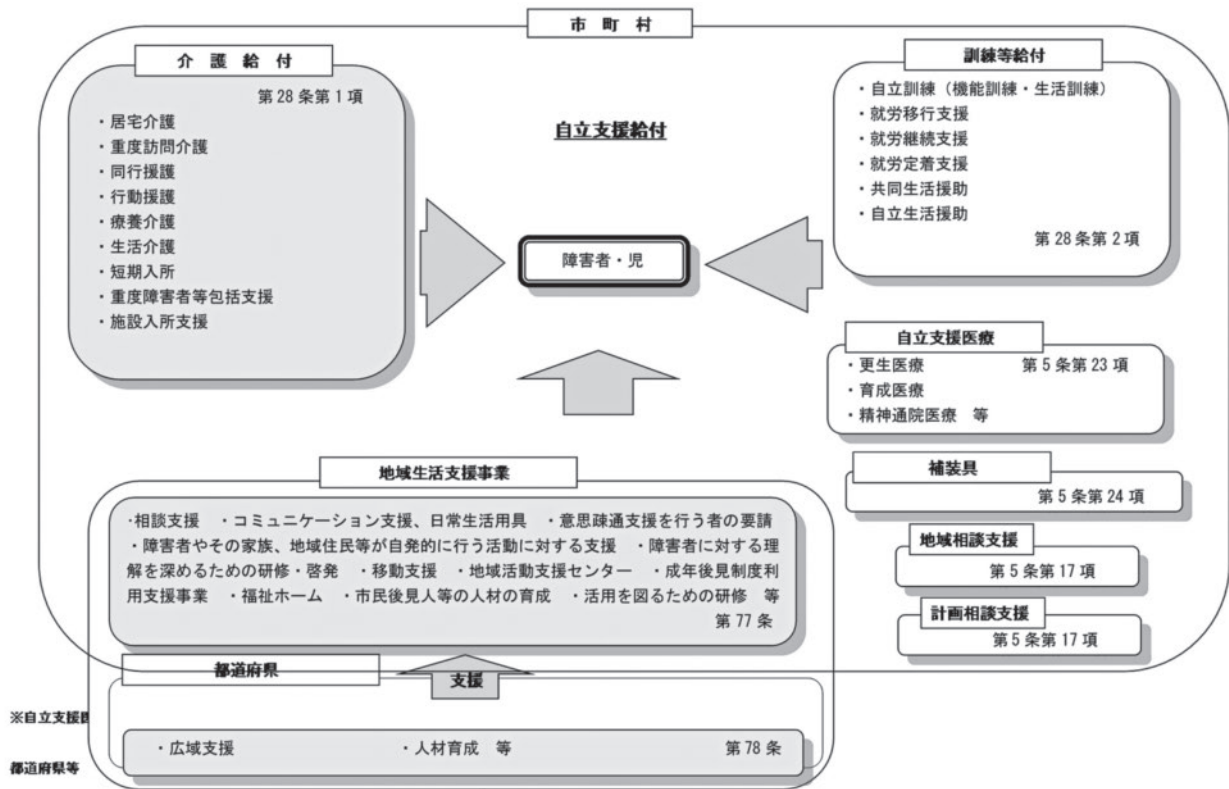 市町村
介護給付
第28条第1項
・居宅介護
・重度訪問介護
・同行援護
・行動援護
・療養介護
・生活介護
・短期入所
・重度障害者等包括支援
・施設入所支援
自立支援給付
障害者・児
訓練等給付
・自立訓練(機能訓練・生活訓練)
・就労移行支援
・就労継続支援
・就労定着支援
・共同生活援助
・自立生活援助
第28条第2項
自立支援医療
・更生医療 第5条第23項
・育成医療
・精神通院医療 等
補装具
第5条第24項
地域相談支援
第5条第17項
計画相談支援
第5条第17項
地域生活支援事業
・相談支援 ・コミュニケーション支援、日常生活用具 ・意思疎通支援を行う者の要請
・障害者やその家族、地域住民等が自発的に行う活動に対する支援 ・障害者に対する理
解を深めるための研修・啓発 ・移動支援 ・地域活動支援センター ・成年後見制度利
用支援事業 ・福祉ホーム ・市民後見人等の人材の育成 ・活用を図るための研修 等
第77条
都道府県
支援
・広域支援 ・人材育成 等 第78条
※自立支援
都道府県等